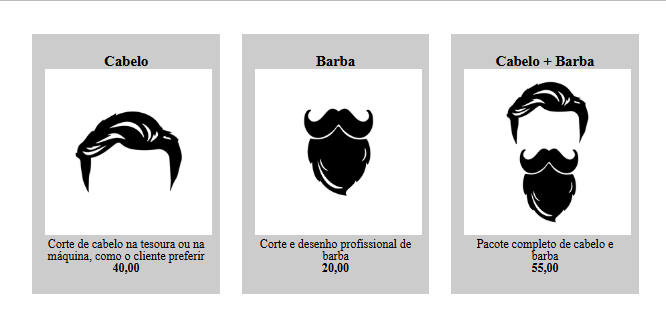 Cabelo
Corte de cabelo na tesoura ou na
máquina, como o cliente preferir
40,00
Barba
Corte e desenho profissional de
barba
20,00
Cabelo + Barba
Pacote completo de cabelo e
barba
55,00